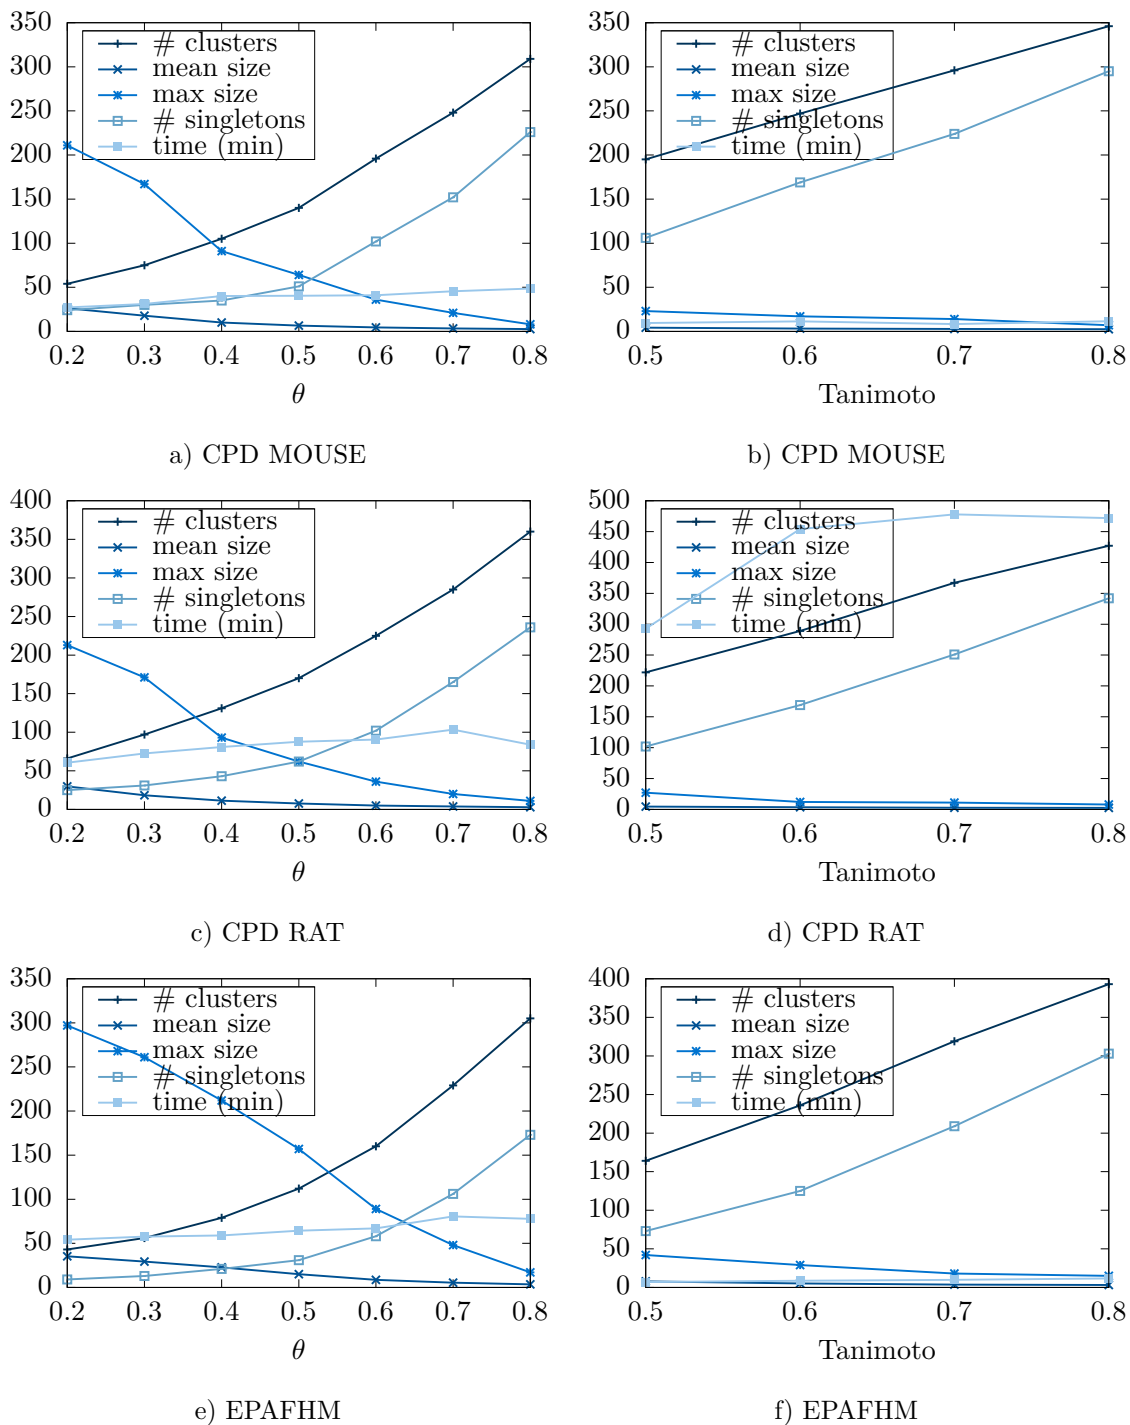 350
300
250
200
150
100
50
0
0.2 0.3 0.4 0.5 0.6 0.7 0.8
# clusters
mean size
max size
# singletons
time (min)
θ
a) CPD MOUSE
350
300
250
200
150
100
50
0
0.5 0.6 0.7 0.8
# clusters
mean size
max size
# singletons
time (min)
Tanimoto
b) CPD MOUSE
400
350
300
250
200
150
100
50
0
0.2 0.3 0.4 0.5 0.6 0.7 0.8
# clusters
mean size
max size
# singletons
time (min)
θ
c) CPD RAT
500
450
400
350
300
250
200
150
100
50
0
0.5 0.6 0.7 0.8
# clusters
mean size
max size
# singletons
time (min)
Tanimoto
d) CPD RAT
350
300
250
200
150
100
50
0
0.2 0.3 0.4 0.5 0.6 0.7 0.8
# clusters
mean size
max size
# singletons
time (min)
θ
e) EPAFHM
400
350
300
250
200
150
100
50
0
0.5 0.6 0.7 0.8
# clusters
mean size
max size
# singletons
time (min)
Tanimoto
f) EPAFHM